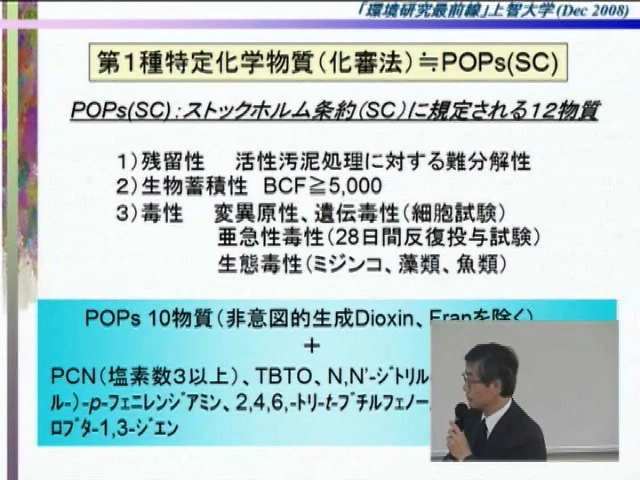 「環境研究最前線」上智大学(Dec 2008)
第1種特定化学物質(化審法)≒POPs(SC)
POPs(SC):ストックホルム条約(SC)に規定される12物質
1)残留性 活性汚泥処理に対する難分解性
2)生物蓄積性 BCF≧5,000
3)毒性 変異原性、遺伝毒性(細胞試験)
亜急性毒性(28日間反復投与試験)
生態毒性(ミジンコ、藻類、魚類)
POPs 10物質(非意図的生成Dioxin、Franを除く)
+
PCN(塩素数3以上)、TBTO、N,N'-ジトリル
ル-)-p-フェニレンジアミン、2,4,6,-トリ-t-ブチルフェノー
ロブタ-1,3-ジエン